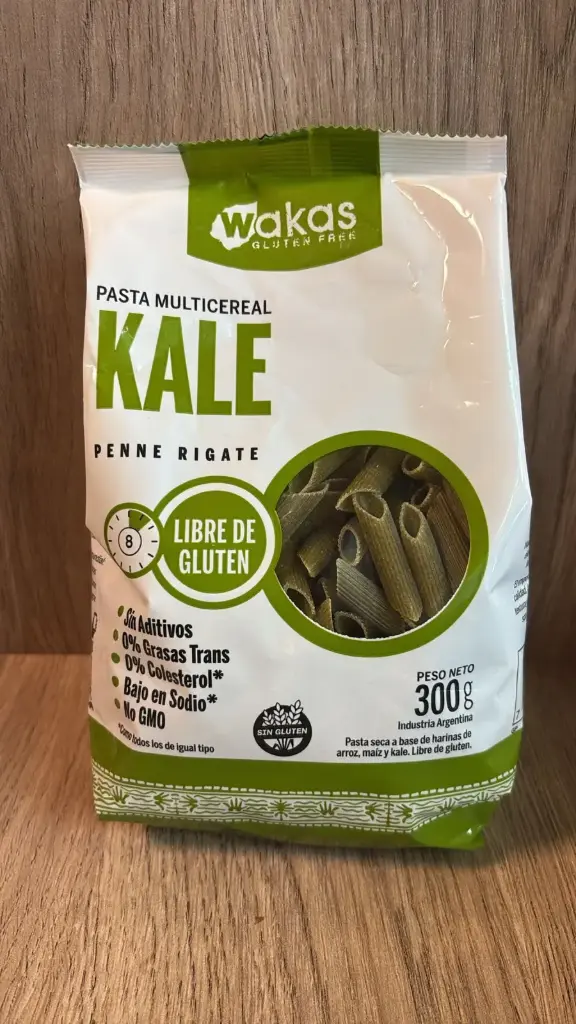 wakas
GLUTEN FREE
PASTA MULTICEREAL
KALE
PENNE RIGATE
8
LIBRE DE
GLUTEN
Sin Aditivos
0% Grasas Trans
0% Colesterol*
Bajo en Sodio*
No GMO
*Como todos los de igual tipo
SIN GLUTEN
PESO NETO
300g
Industria Argentina
Pasta seca a base de harinas de
arroz, maíz y kale. Libre de gluten.